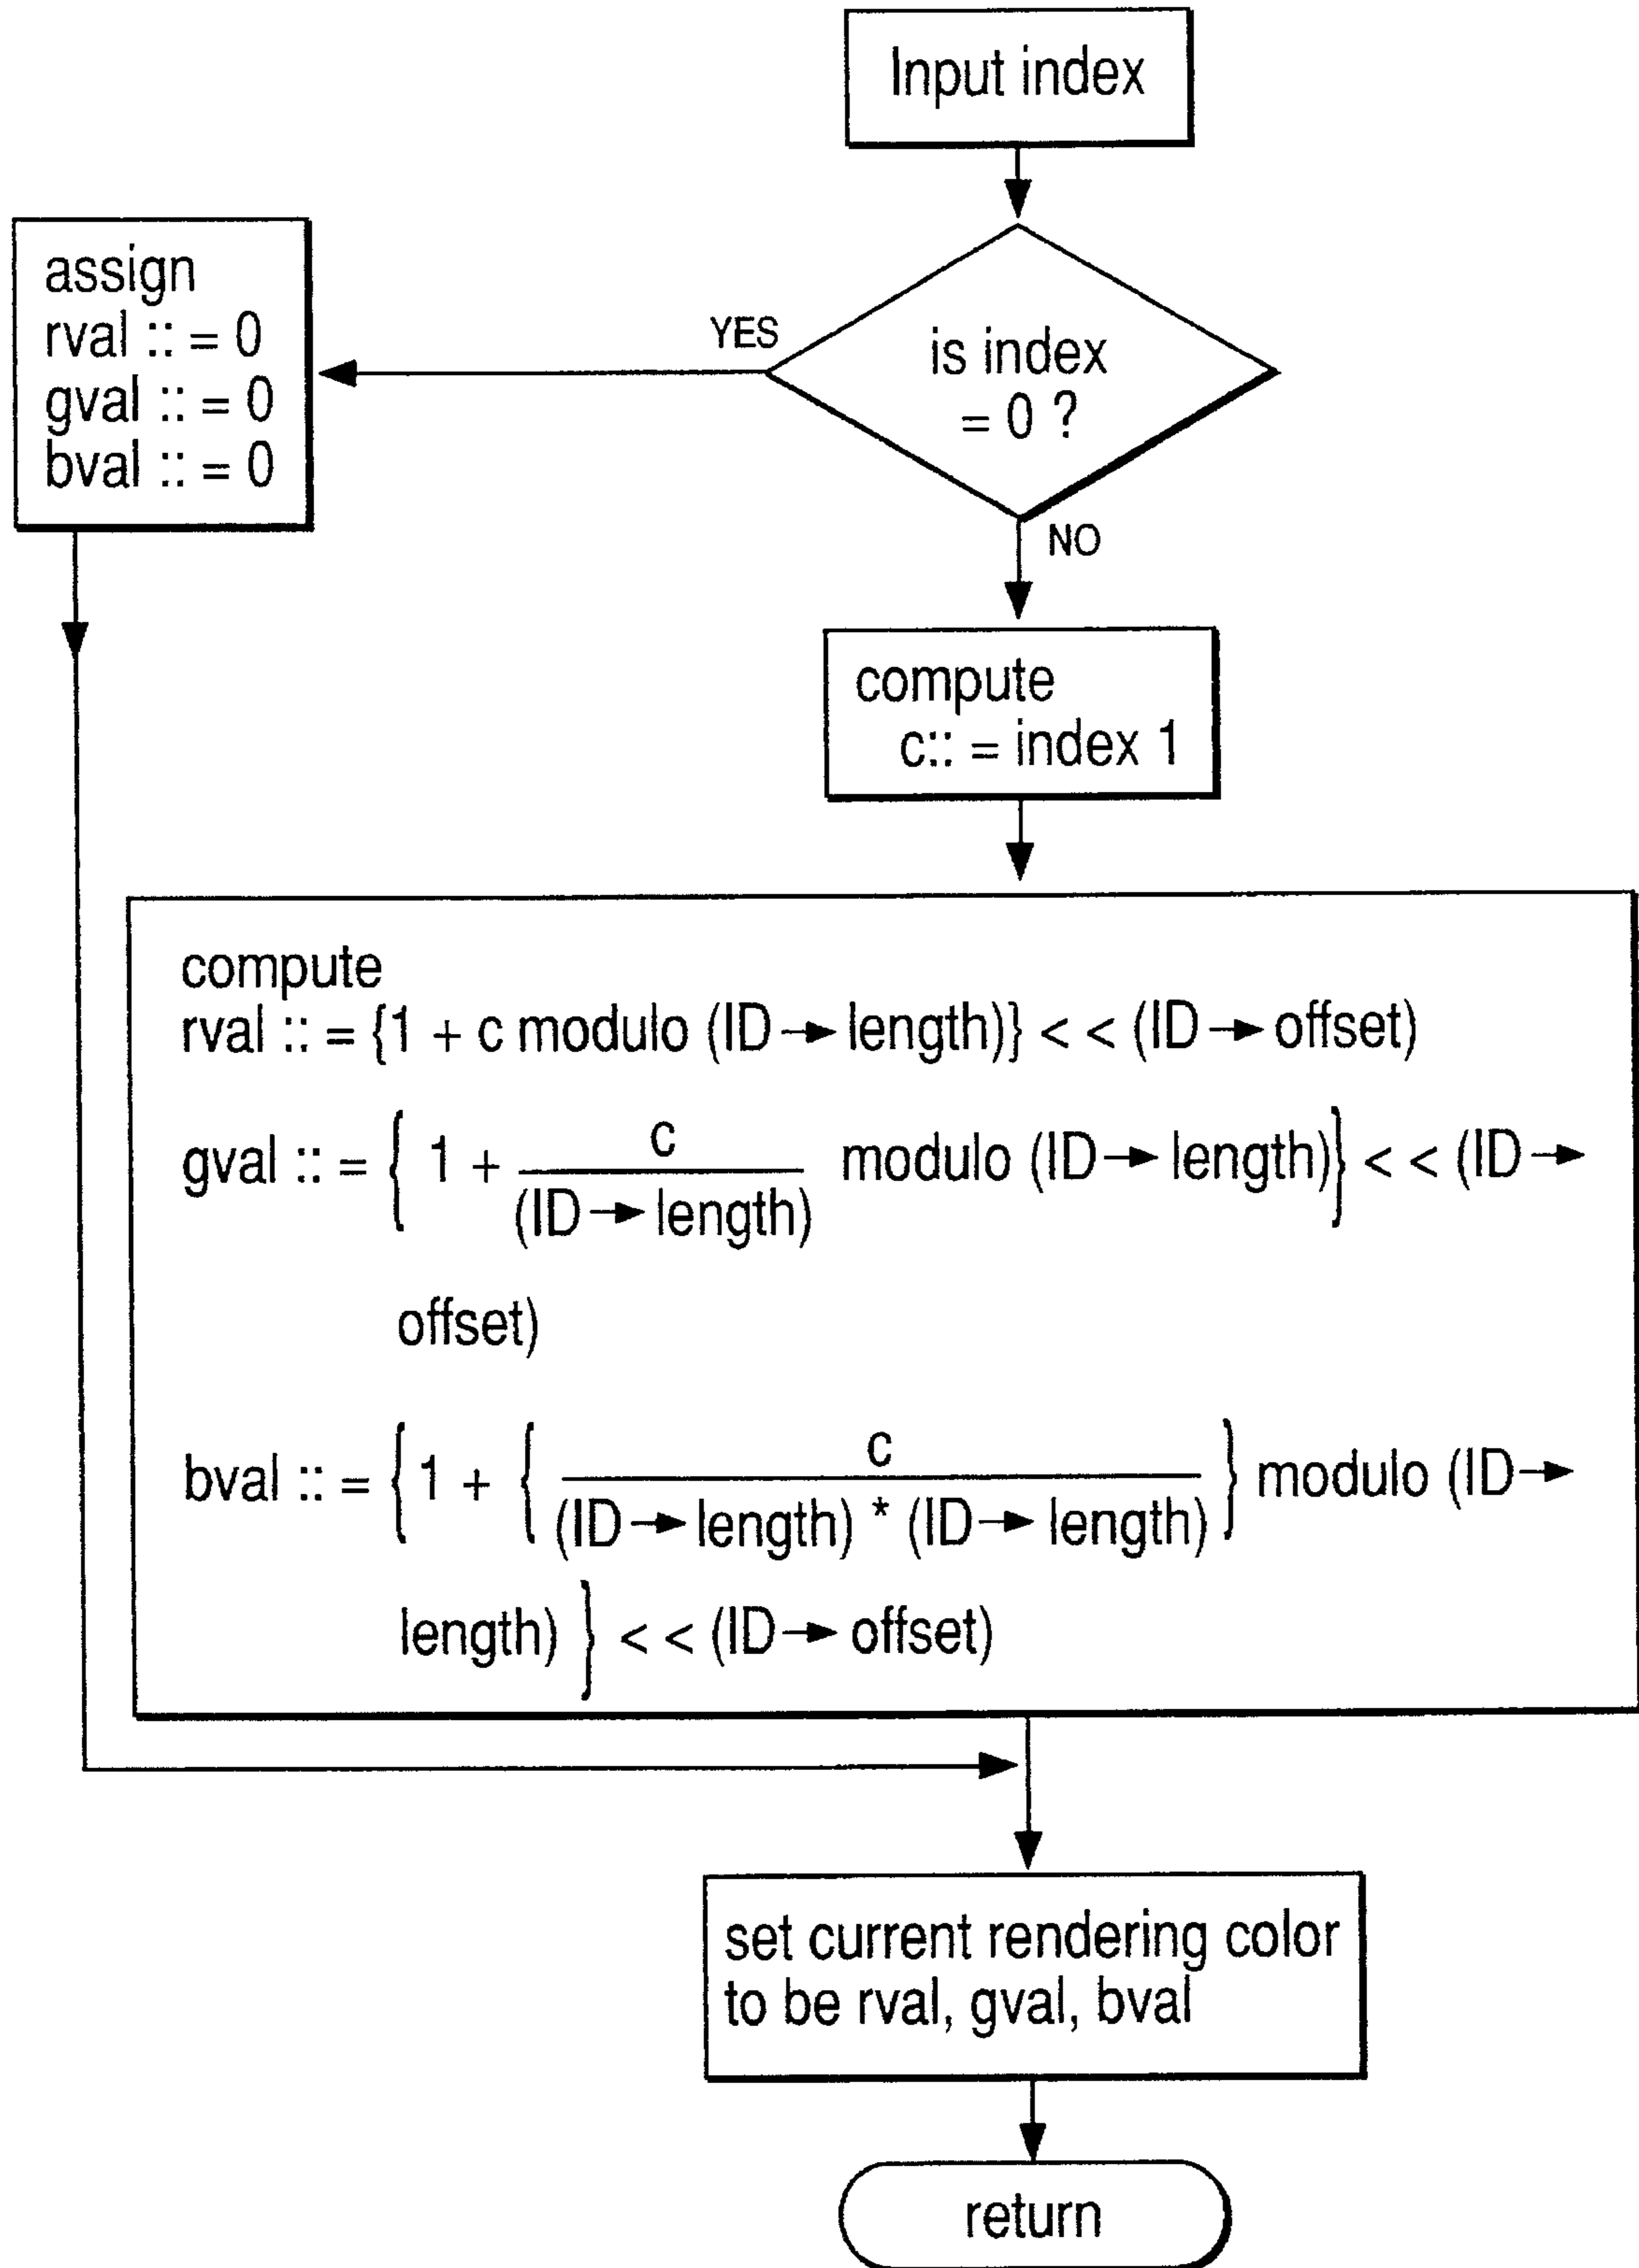 Input index
is index
= 0 ?
YES
assign
rval :: = 0
gval :: = 0
bval :: = 0
NO
compute
c:: = index 1
compute
rval :: = {1 + c modulo (ID → length)} < < (ID → offset)
gval :: = { 1 + c / (ID → length) modulo (ID → length)} < < (ID →
offset)
bval :: = { 1 + { c / (ID → length) * (ID → length) } modulo (ID →
length) } < < (ID → offset)
set current rendering color
to be rval, gval, bval
return